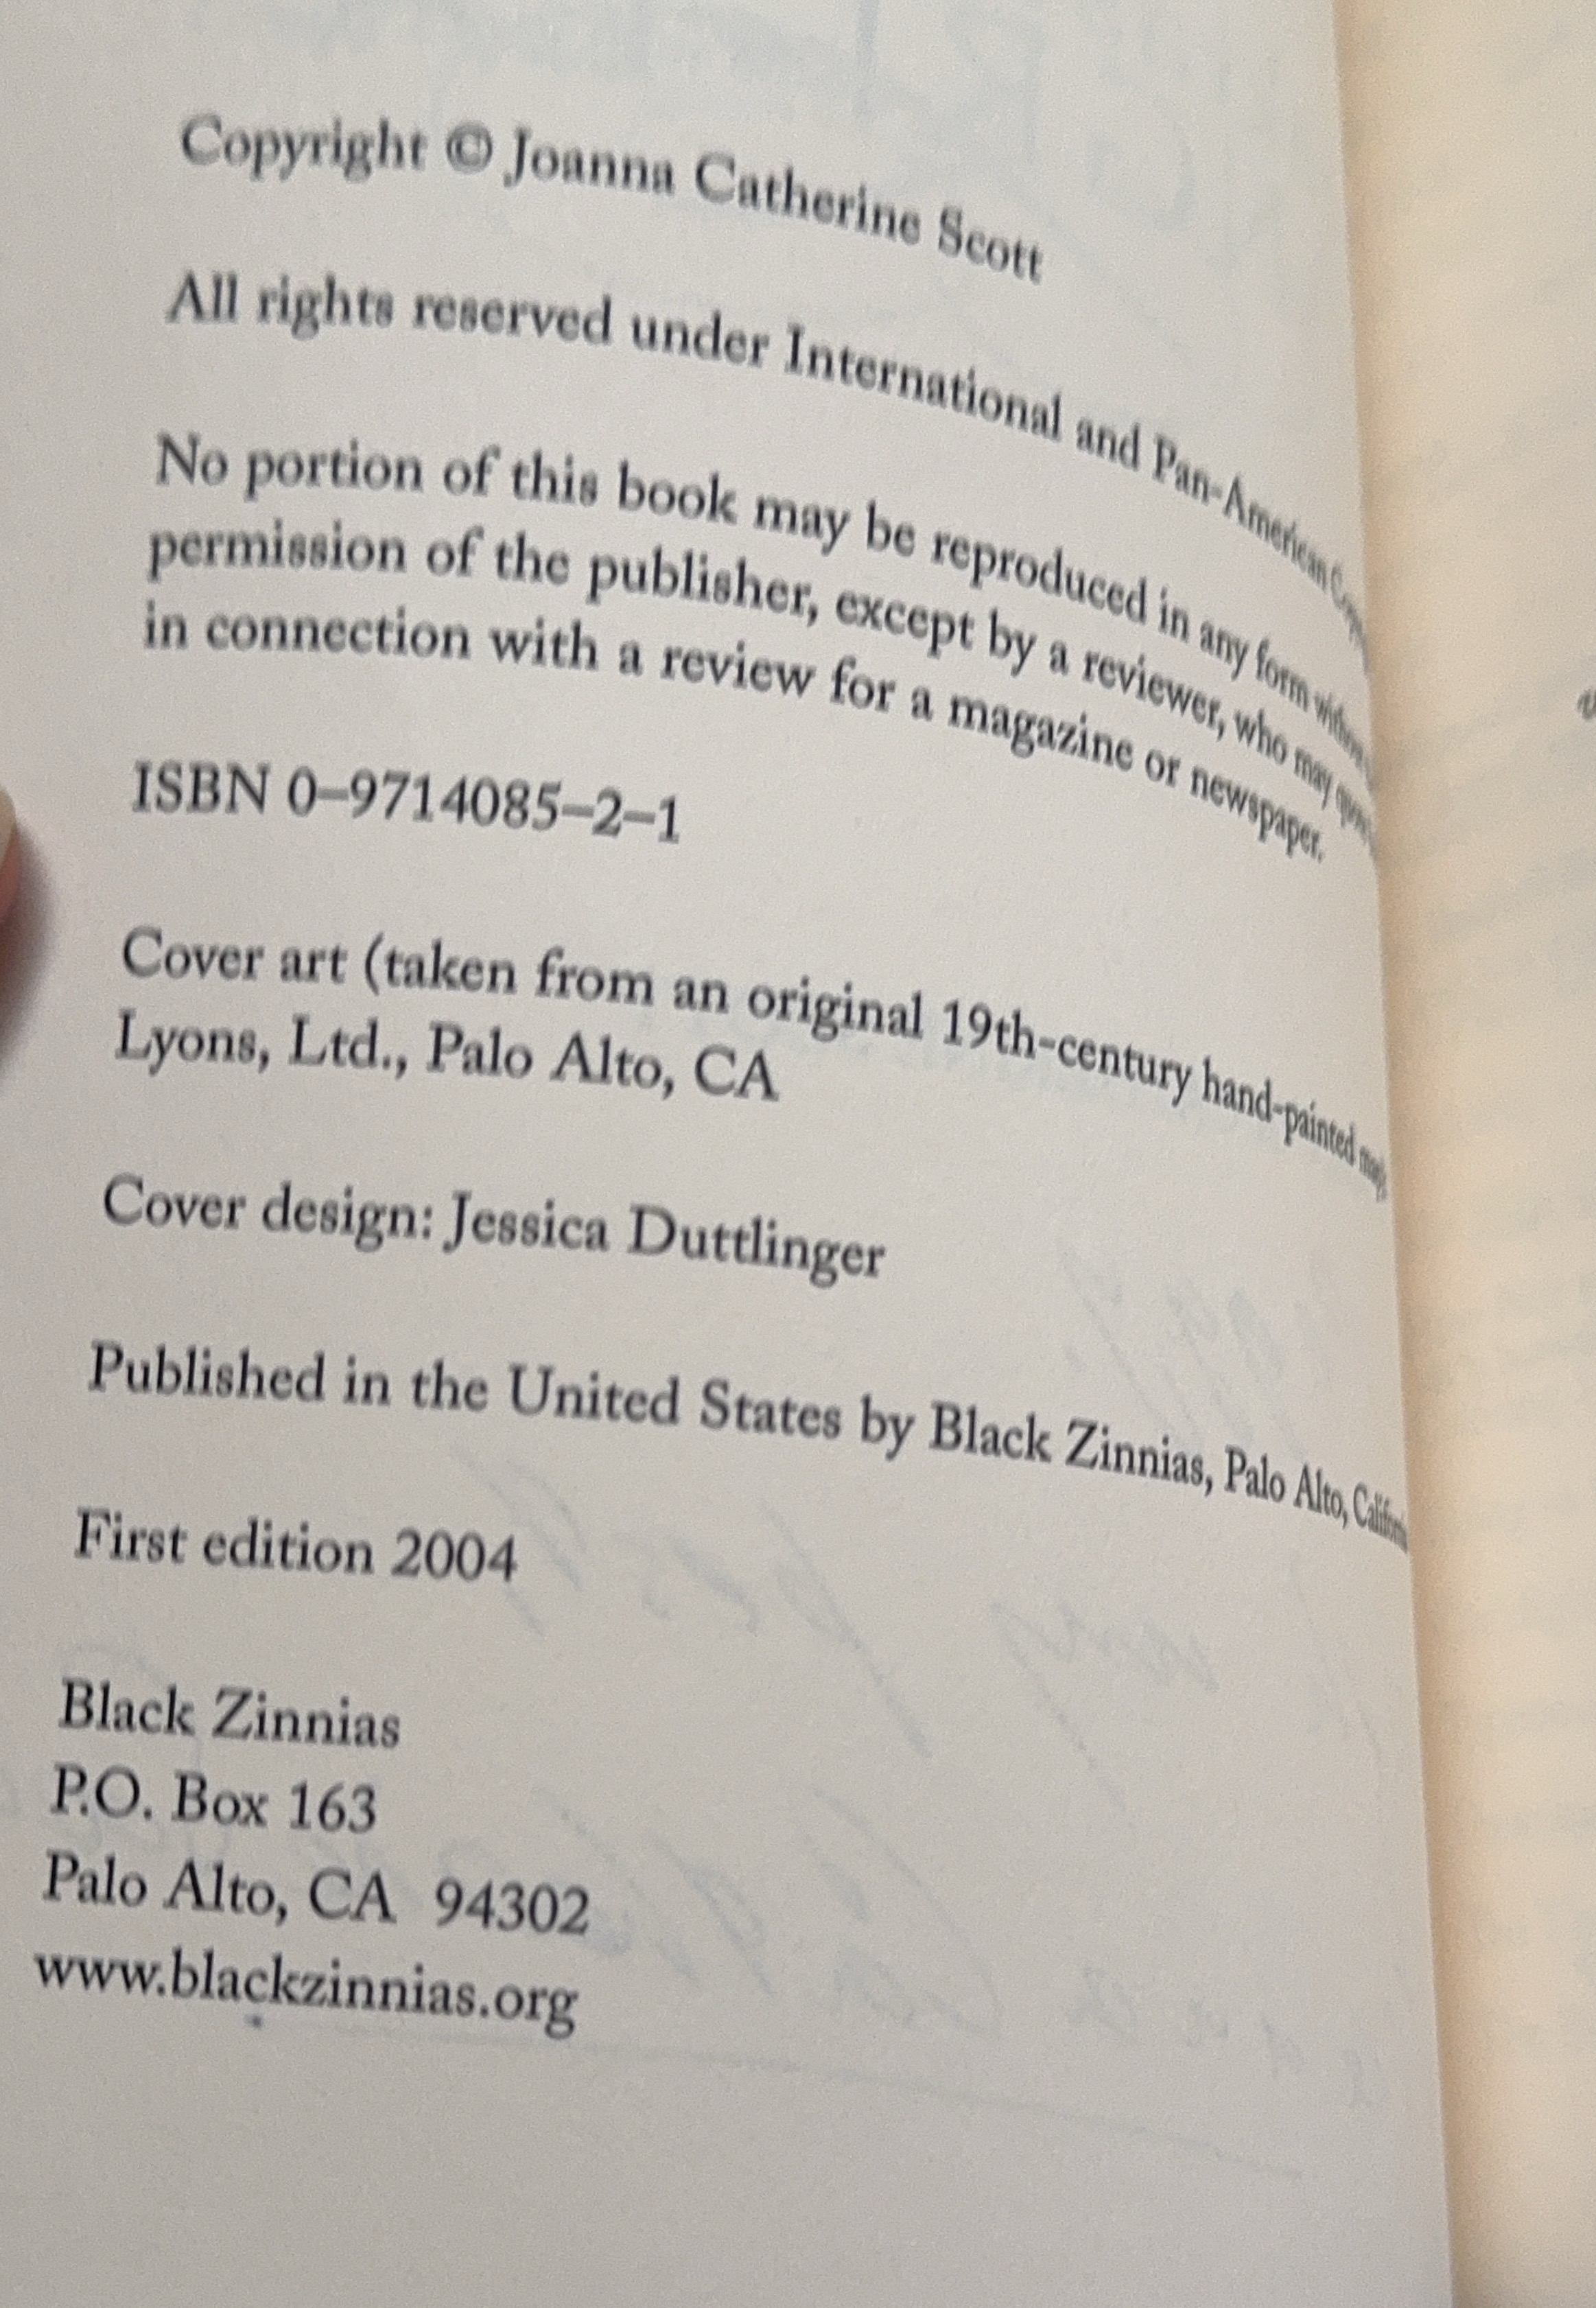 Copyright © Joanna Catherine Scott
All rights reserved under International and Pan-American
No portion of this book may be reproduced in any form without
permission of the publisher, except by a reviewer, who may
in connection with a review for a magazine or newspaper.
ISBN 0–9714085–2–1
Cover art (taken from an original 19th-century hand-painted
Lyons, Ltd., Palo Alto, CA
Cover design: Jessica Duttlinger
Published in the United States by Black Zinnias, Palo Alto, California
First edition 2004
Black Zinnias
P.O. Box 163
Palo Alto, CA 94302
www.blackzinnias.org